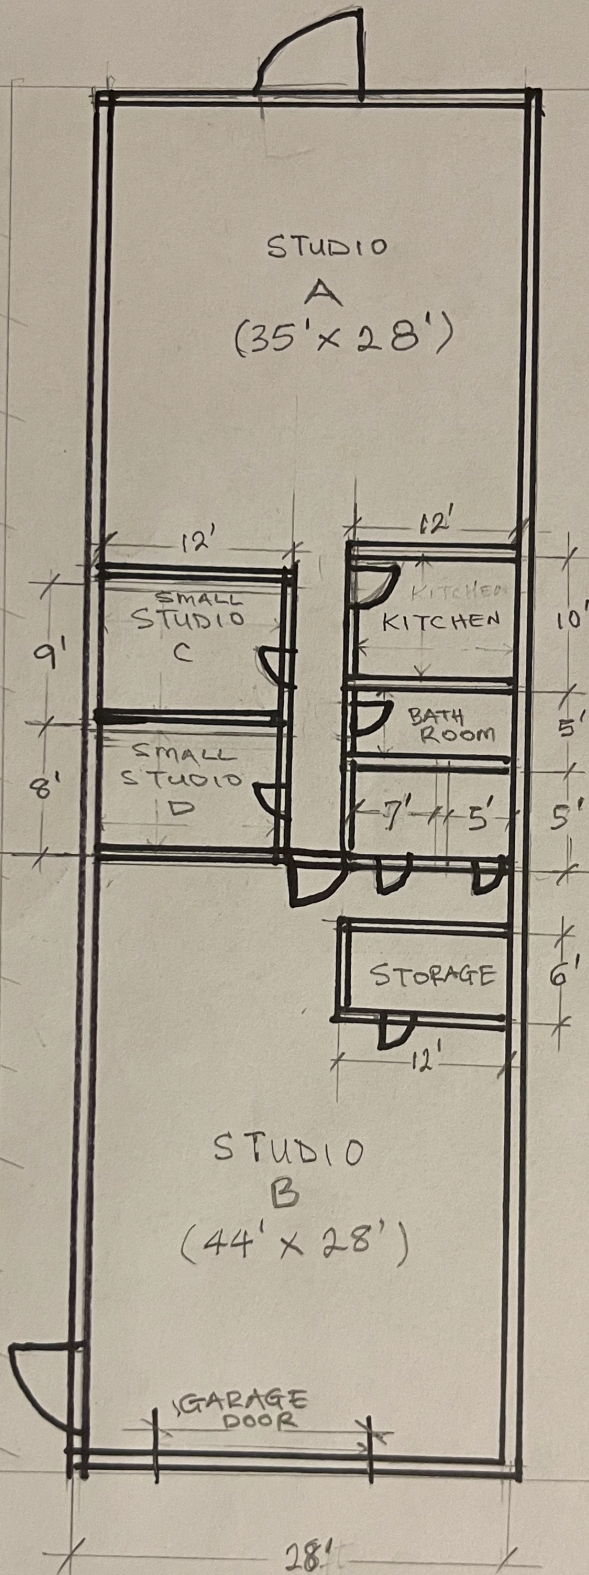 STUDIO
A
(35' x 28')
12'
12'
SMALL
STUDIO
C
9'
KITCHEN
KITCHEN
10'
BATH
ROOM
5'
SMALL
STUDIO
D
8'
7'
5'
5'
STORAGE
6'
12'
STUDIO
B
(44' x 28')
GARAGE
DOOR
28'